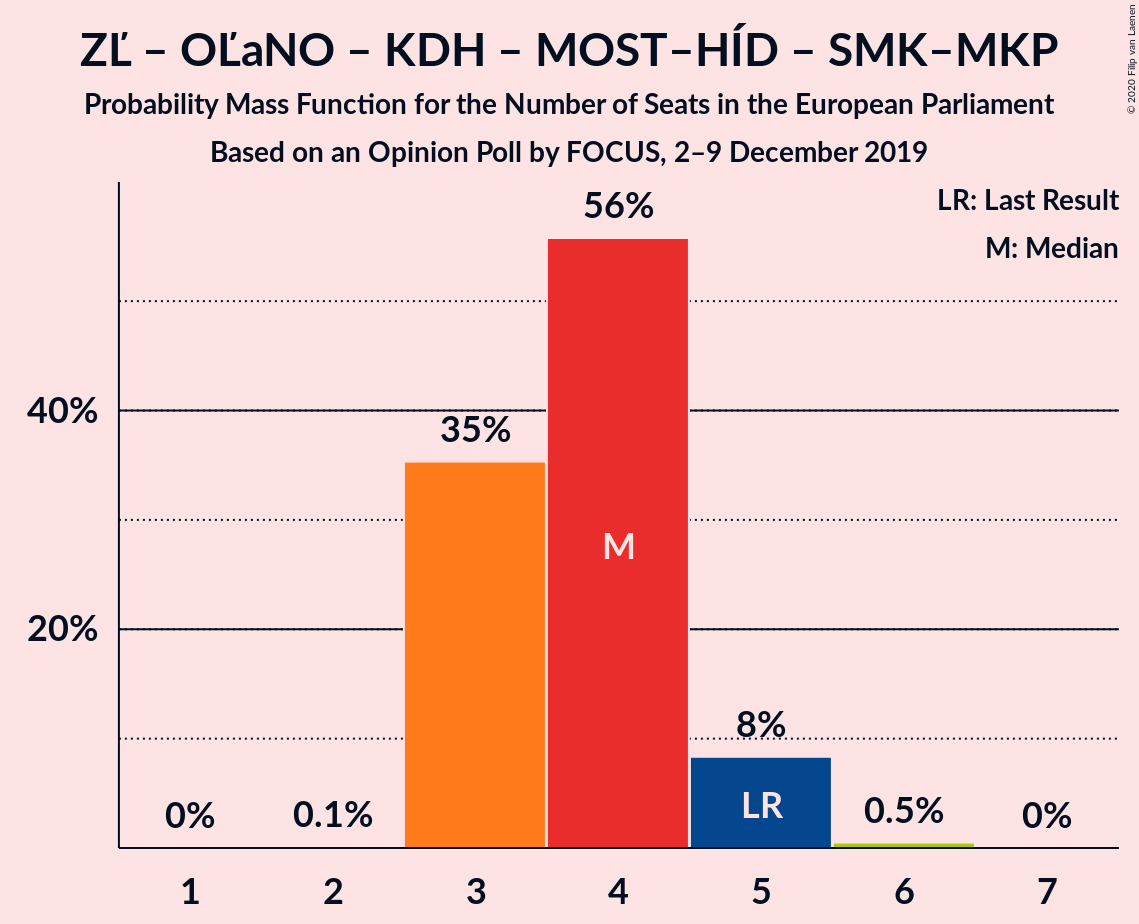 ZĽ – OĽaNO – KDH – MOST–HÍD – SMK–MKP
Probability Mass Function for the Number of Seats in the European Parliament
Based on an Opinion Poll by FOCUS, 2–9 December 2019
© 2020 Filip van Laenen
LR: Last Result
M: Median
56%
40%
35%
M
20%
8%
LR
0%
0.1%
0.5%
0%
1 2 3 4 5 6 7